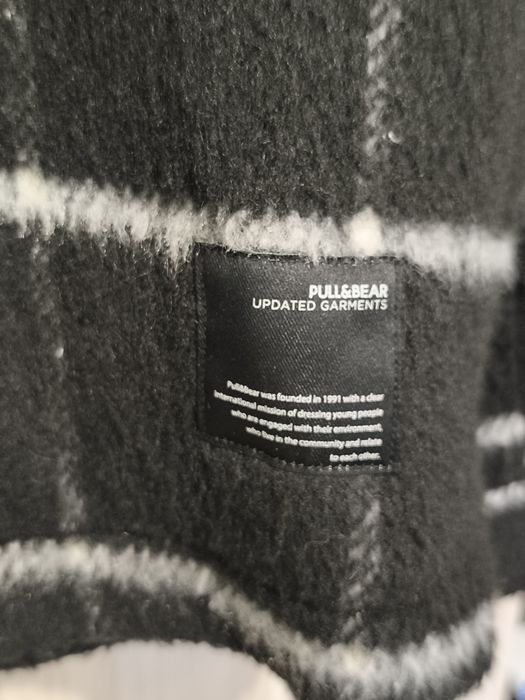 PULL&BEAR
UPDATED GARMENTS
Pull&Bear was founded in 1991 with a clear
international mission of dressing young people
who are engaged with their environment,
who live in the community and relate
to each other.